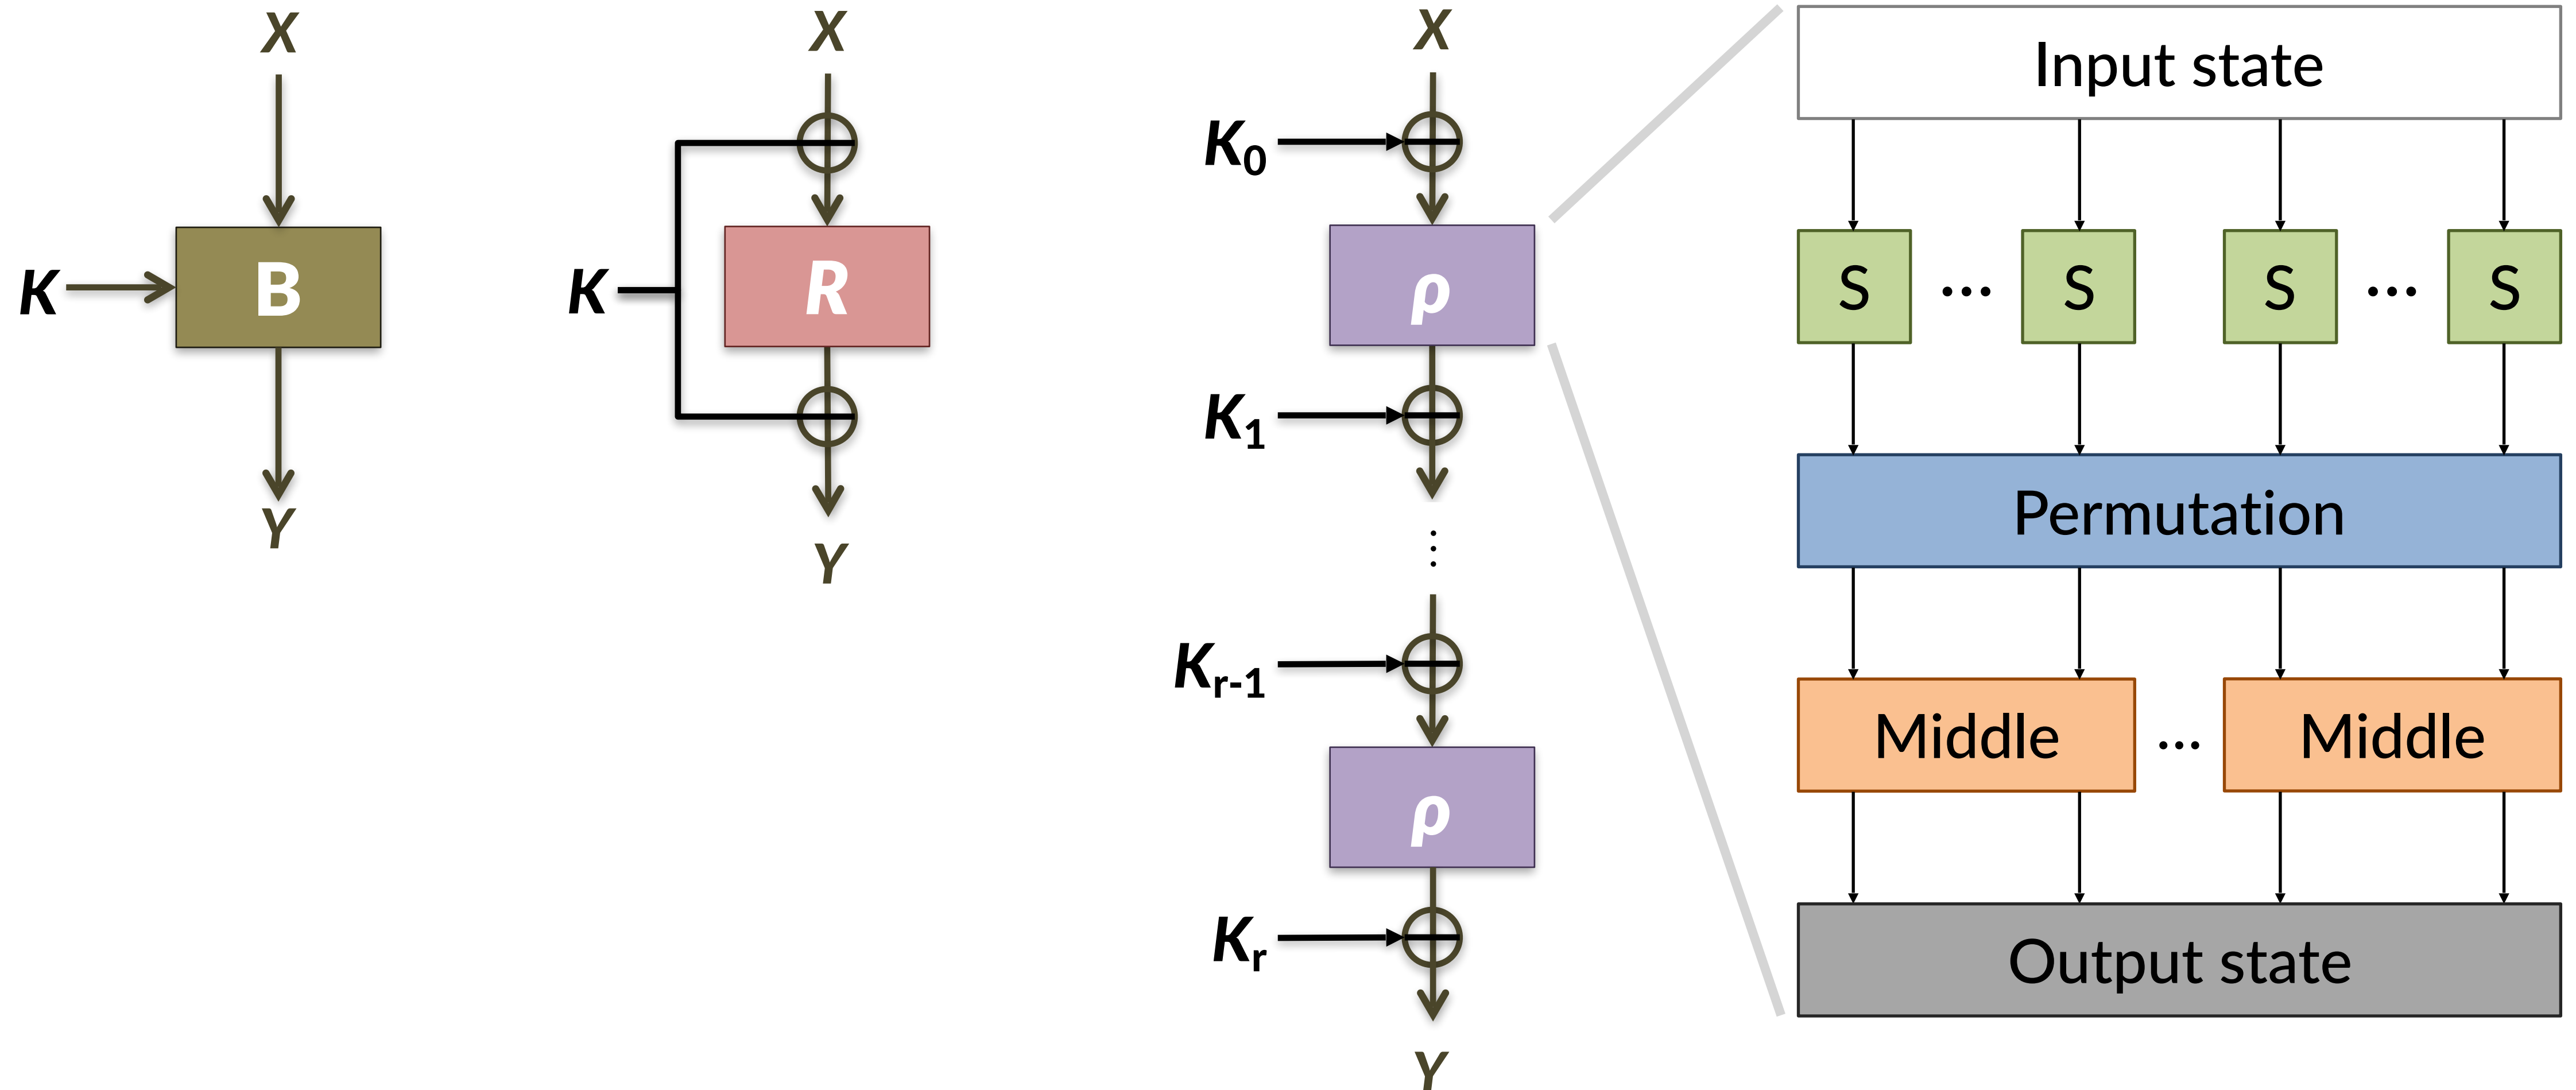 X
K
B
Y
X
K
R
Y
X
K0
ρ
K1
⋮
Kr-1
ρ
Kr
Y
Input state
S ... S S ... S
Permutation
Middle ... Middle
Output state